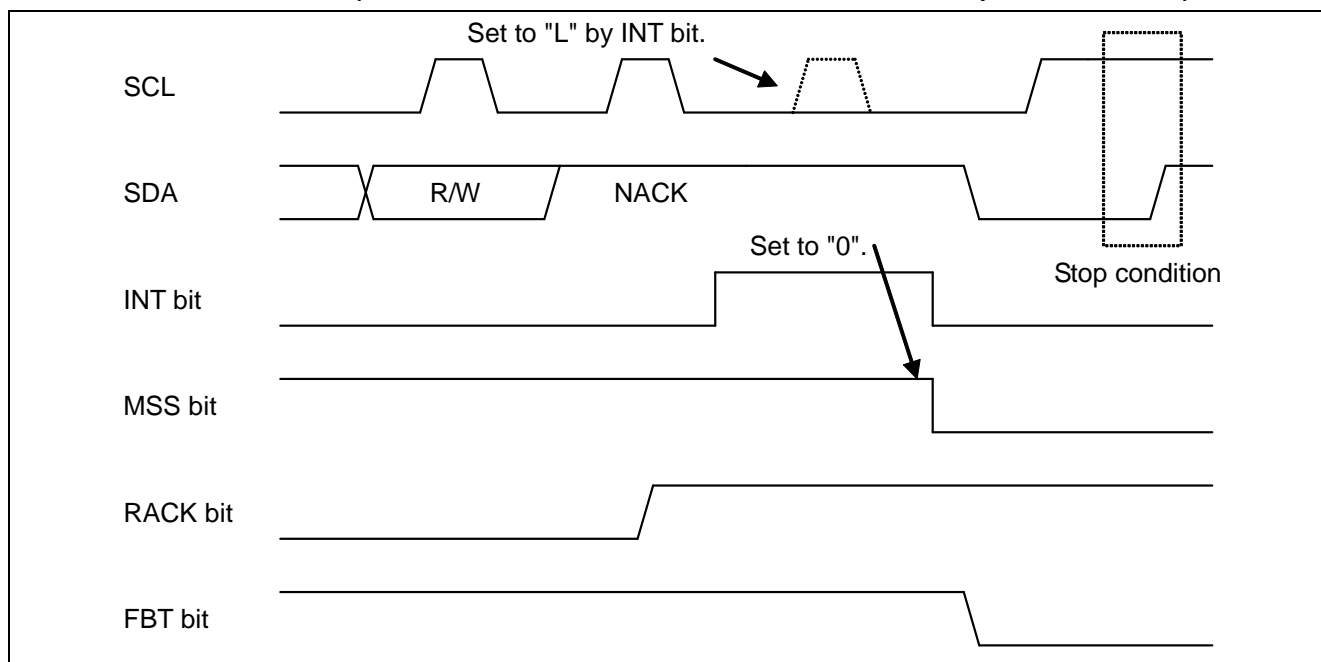 Set to "L" by INT bit.
SCL
SDA
R/W
NACK
Set to "0".
Stop condition
INT bit
MSS bit
RACK bit
FBT bit